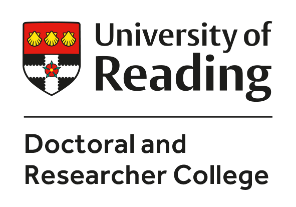 University of
Reading
Doctoral and
Researcher College